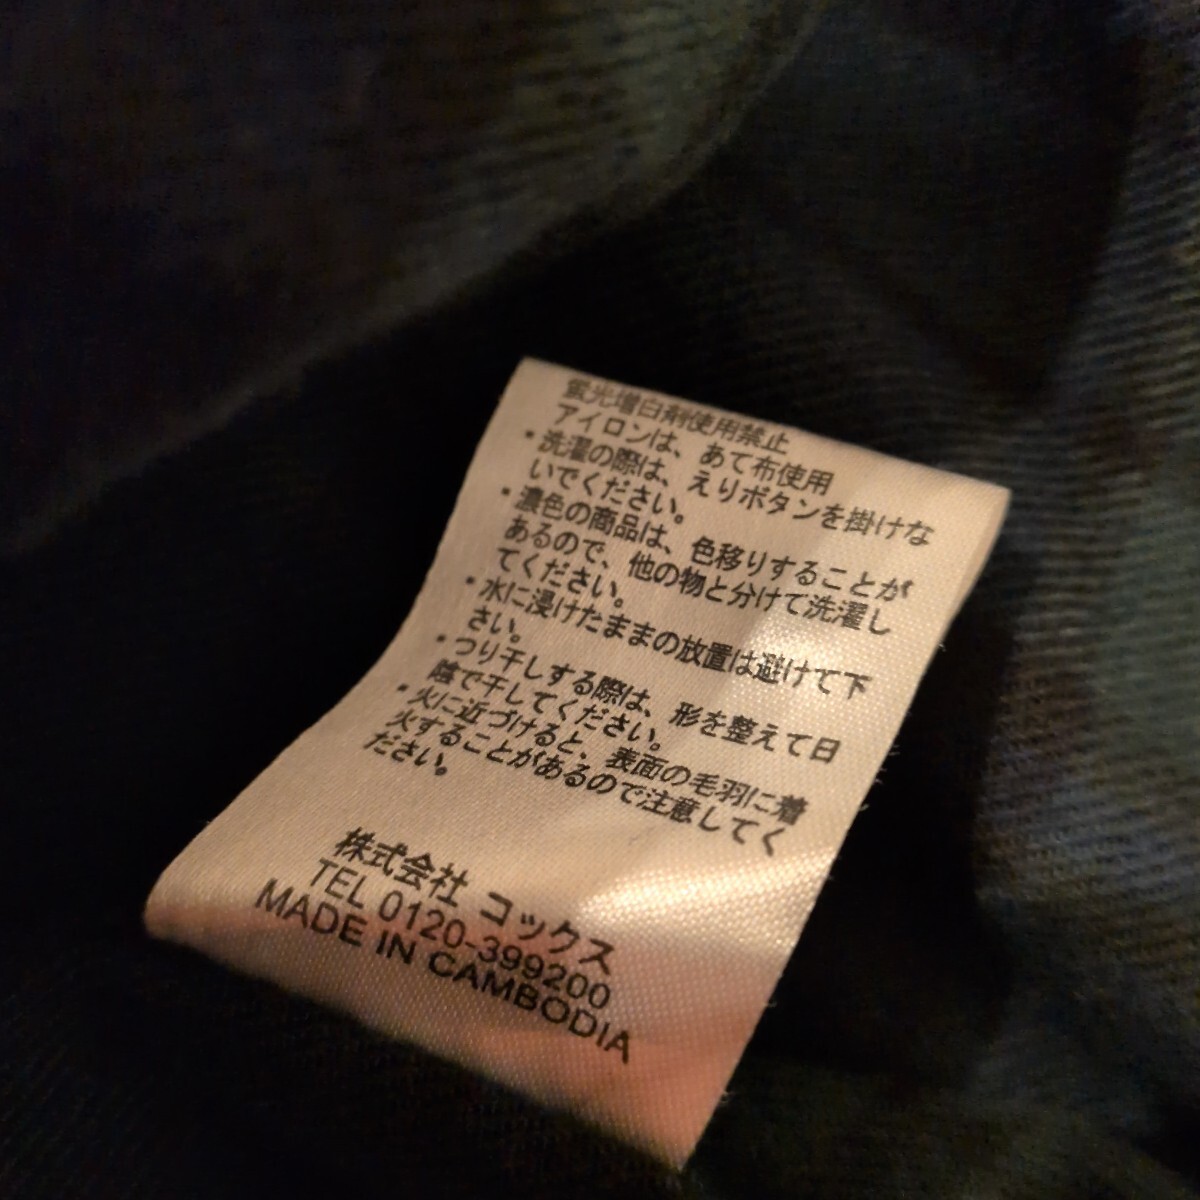 蛍光増白剤使用禁止
アイロンは、あて布使用
・洗濯の際は、えりボタンを掛けな
いでください。
・濃色の商品は、色移りすることが
あるので、他の物と分けて洗濯し
てください。
・水に浸けたままの放置は避けて下
さい。
・つり干しする際は、形を整えて日
陰で干してください。
・火に近づけると、表面の毛羽に着
火することがあるので注意してく
ださい。
株式会社 コックス
TEL 0120-399200
MADE IN CAMBODIA